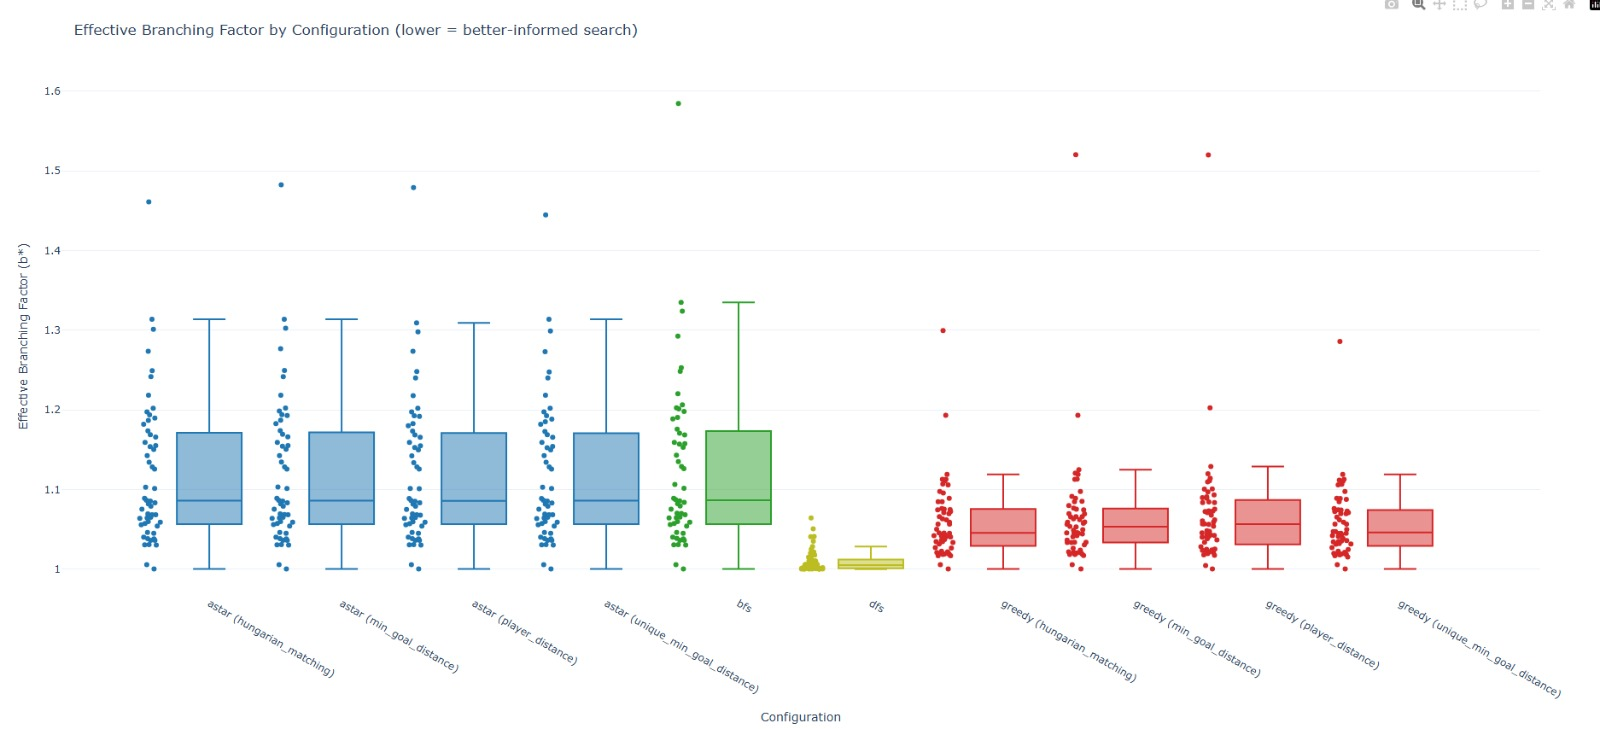 Effective Branching Factor by Configuration (lower = better-informed search)
Effective Branching Factor (b*)
1.6
1.5
1.4
1.3
1.2
1.1
1
astar (hungarian_matching)
astar (min_goal_distance)
astar (player_distance)
astar (unique_min_goal_distance)
bfs
dfs
greedy (hungarian_matching)
greedy (min_goal_distance)
greedy (player_distance)
greedy (unique_min_goal_distance)
Configuration